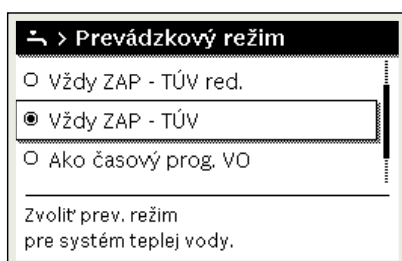 > Prevádzkový režim
Vždy ZAP - TÚV red.
Vždy ZAP - TÚV
Ako časový prog. VO
Zvoliť prev. režim
pre systém teplej vody.